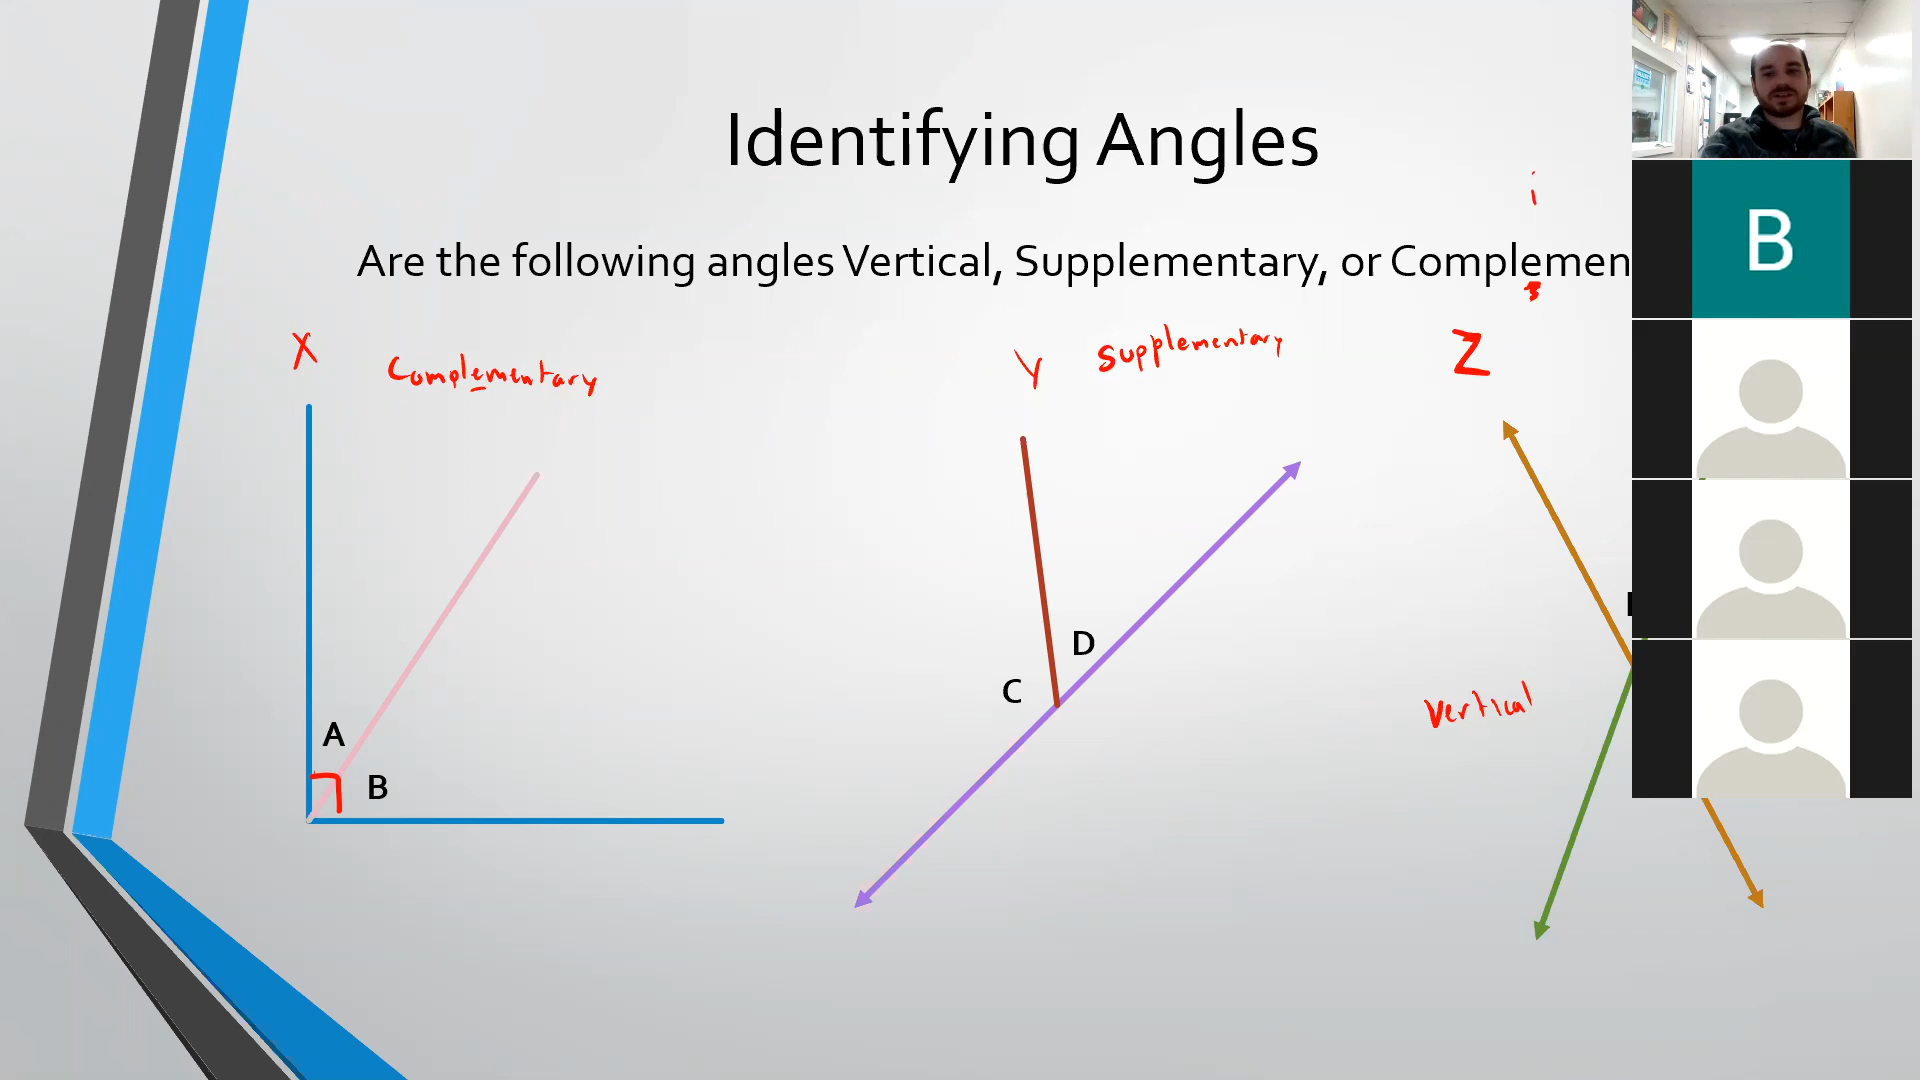 Identifying Angles
i
Are the following angles Vertical, Supplementary, or Complemen
B
X Complementary
Y Supplementary
Z
D
C
Vertical
A
B